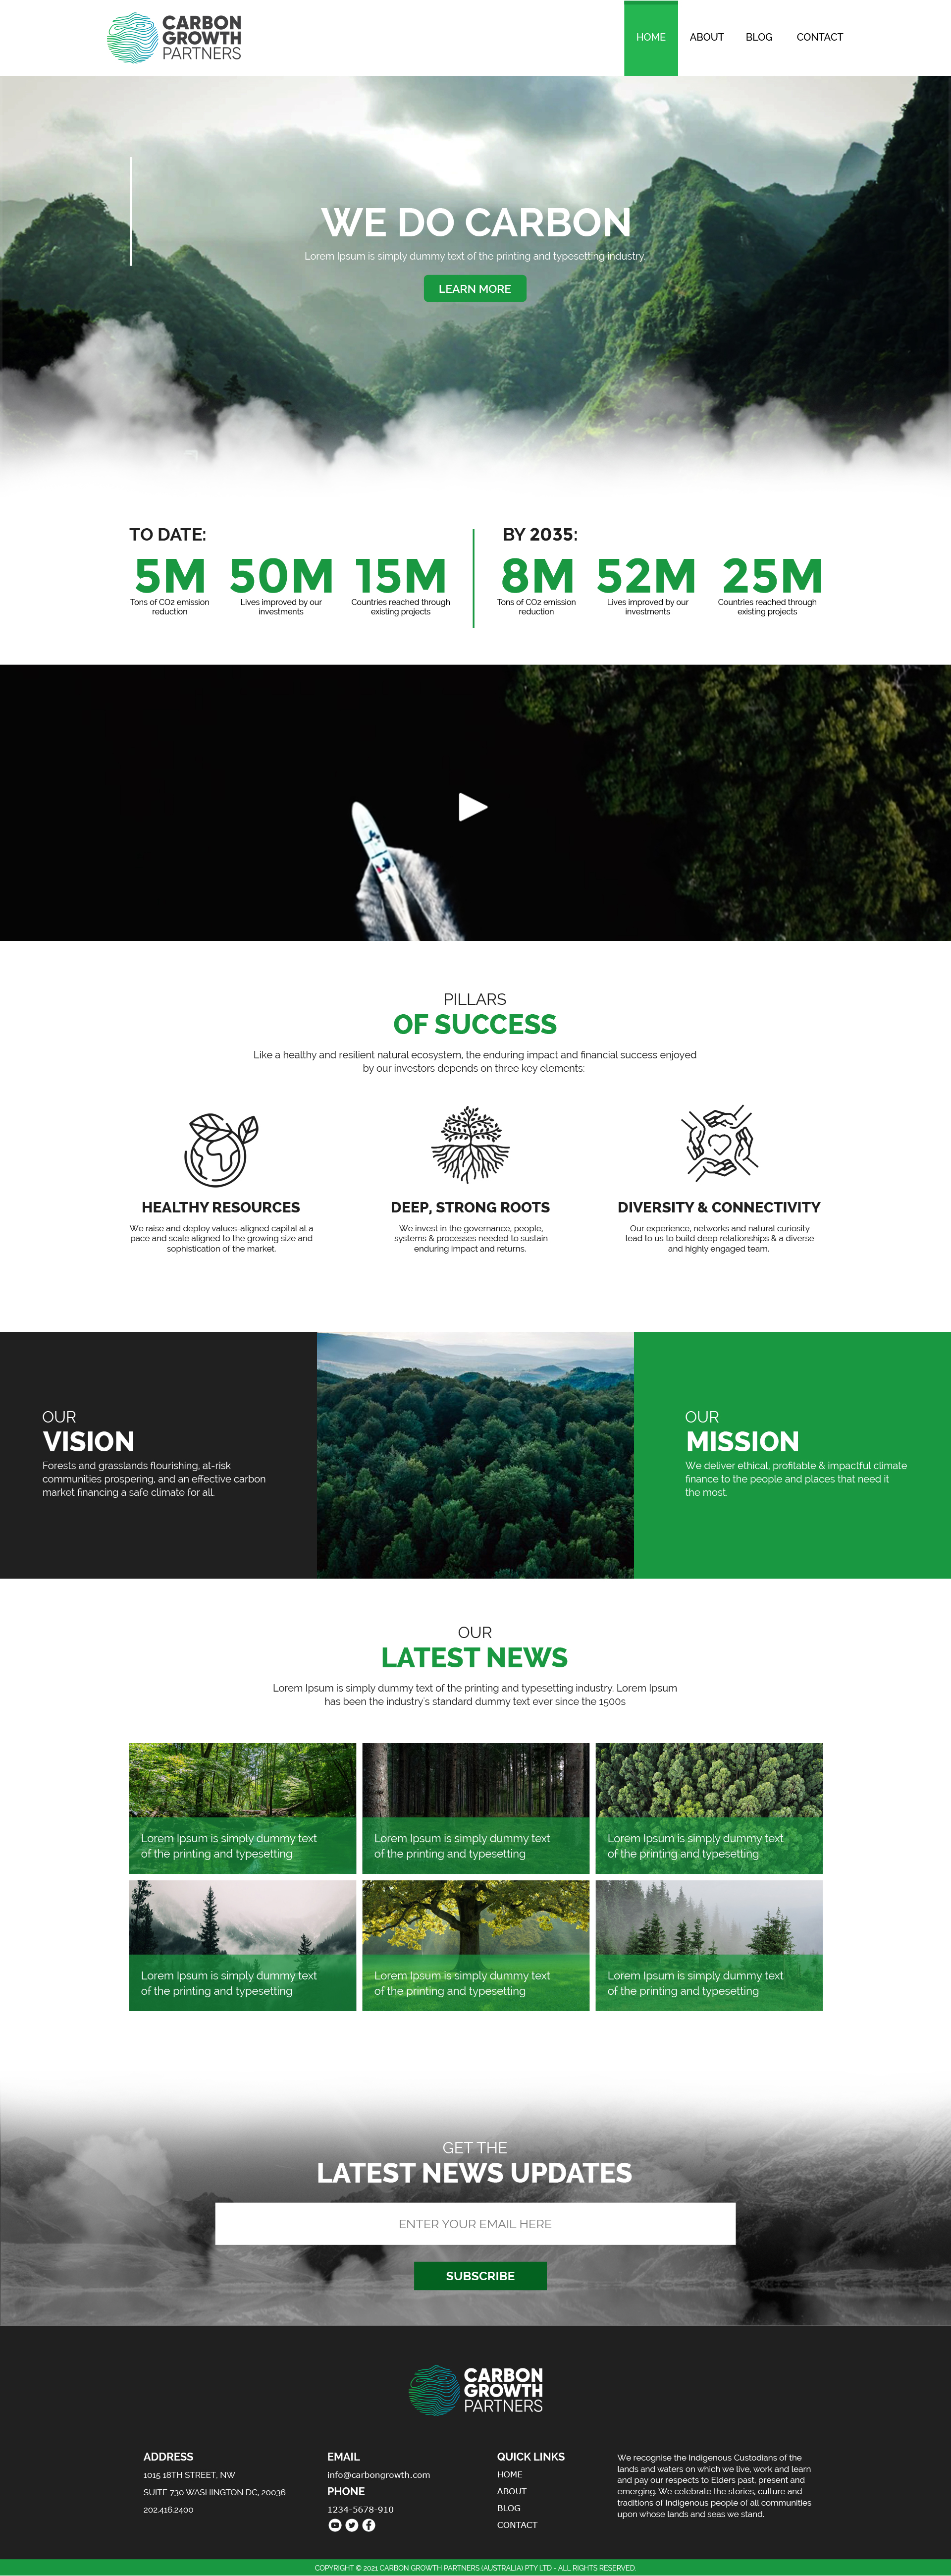 CARBON
GROWTH
PARTNERS
HOME
ABOUT
BLOG
CONTACT
WE DO CARBON
Lorem Ipsum is simply dummy text of the printing and typesetting industry.
LEARN MORE
TO DATE:
5M
Tons of CO2 emission
reduction
50M
Lives improved by our
investments
15M
Countries reached through
existing projects
BY 2035:
8M
Tons of CO2 emission
reduction
52M
Lives improved by our
investments
25M
Countries reached through
existing projects
PILLARS
OF SUCCESS
Like a healthy and resilient natural ecosystem, the enduring impact and financial success enjoyed
by our investors depends on three key elements:
HEALTHY RESOURCES
We raise and deploy values-aligned capital at a
pace and scale aligned to the growing size and
sophistication of the market.
DEEP, STRONG ROOTS
We invest in the governance, people,
systems & processes needed to sustain
enduring impact and returns.
DIVERSITY & CONNECTIVITY
Our experience, networks and natural curiosity
lead to us to build deep relationships & a diverse
and highly engaged team.
OUR
VISION
Forests and grasslands flourishing, at-risk
communities prospering, and an effective carbon
market financing a safe climate for all.
OUR
MISSION
We deliver ethical, profitable & impactful climate
finance to the people and places that need it
the most.
OUR
LATEST NEWS
Lorem Ipsum is simply dummy text of the printing and typesetting industry. Lorem Ipsum
has been the industry's standard dummy text ever since the 1500s
Lorem Ipsum is simply dummy text
of the printing and typesetting
Lorem Ipsum is simply dummy text
of the printing and typesetting
Lorem Ipsum is simply dummy text
of the printing and typesetting
Lorem Ipsum is simply dummy text
of the printing and typesetting
Lorem Ipsum is simply dummy text
of the printing and typesetting
Lorem Ipsum is simply dummy text
of the printing and typesetting
GET THE
LATEST NEWS UPDATES
ENTER YOUR EMAIL HERE
SUBSCRIBE
CARBON
GROWTH
PARTNERS
ADDRESS
1015 18TH STREET, NW
SUITE 730 WASHINGTON DC, 20036
202.416.2400
EMAIL
info@carbongrowth.com
PHONE
1234-5678-910
QUICK LINKS
HOME
ABOUT
BLOG
CONTACT
We recognise the Indigenous Custodians of the
lands and waters on which we live, work and learn
and pay our respects to Elders past, present and
emerging. We celebrate the stories, culture and
traditions of Indigenous people of all communities
upon whose lands and seas we stand.
COPYRIGHT © 2021 CARBON GROWTH PARTNERS (AUSTRALIA) PTY LTD - ALL RIGHTS RESERVED.